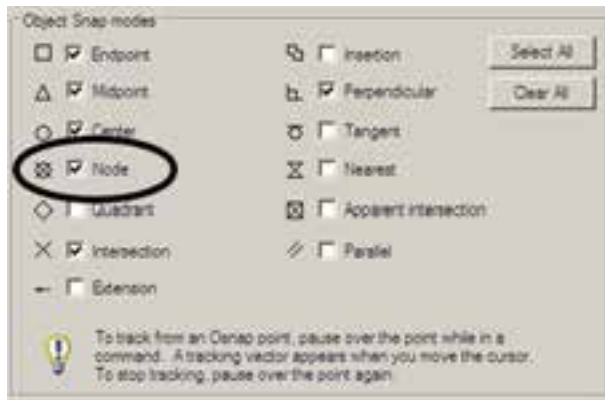 Object Snap modes
Endpoint
Midpoint
Center
Node
Quadrant
Intersection
Extension
Insertion
Perpendicular
Tangent
Nearest
Apparent intersection
Parallel
Select All
Clear All
To track from an Osnap point, pause over the point while in a
command. A tracking vector appears when you move the cursor.
To stop tracking, pause over the point again.